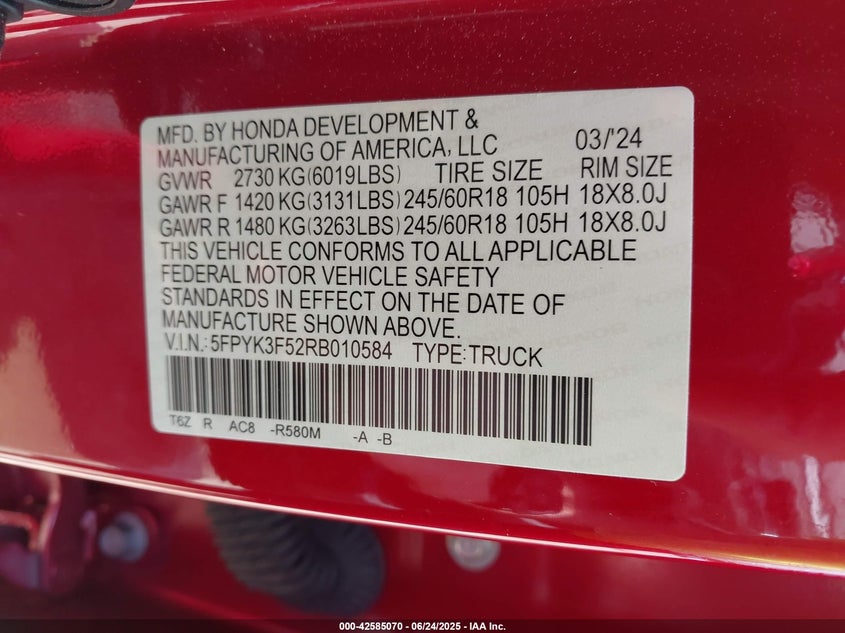 MFD. BY HONDA DEVELOPMENT &
MANUFACTURING OF AMERICA, LLC 03/'24
GVWR 2730 KG(6019LBS) TIRE SIZE RIM SIZE
GAWR F 1420 KG(3131LBS) 245/60R18 105H 18X8.0J
GAWR R 1480 KG(3263LBS) 245/60R18 105H 18X8.0J
THIS VEHICLE CONFORMS TO ALL APPLICABLE
FEDERAL MOTOR VEHICLE SAFETY
STANDARDS IN EFFECT ON THE DATE OF
MANUFACTURE SHOWN ABOVE.
V.I.N.: 5FPYK3F52RB010584 TYPE: TRUCK
T6Z R AC8 -R580M -A -B
000-42585070 | 06/24/2025 - IAA Inc.